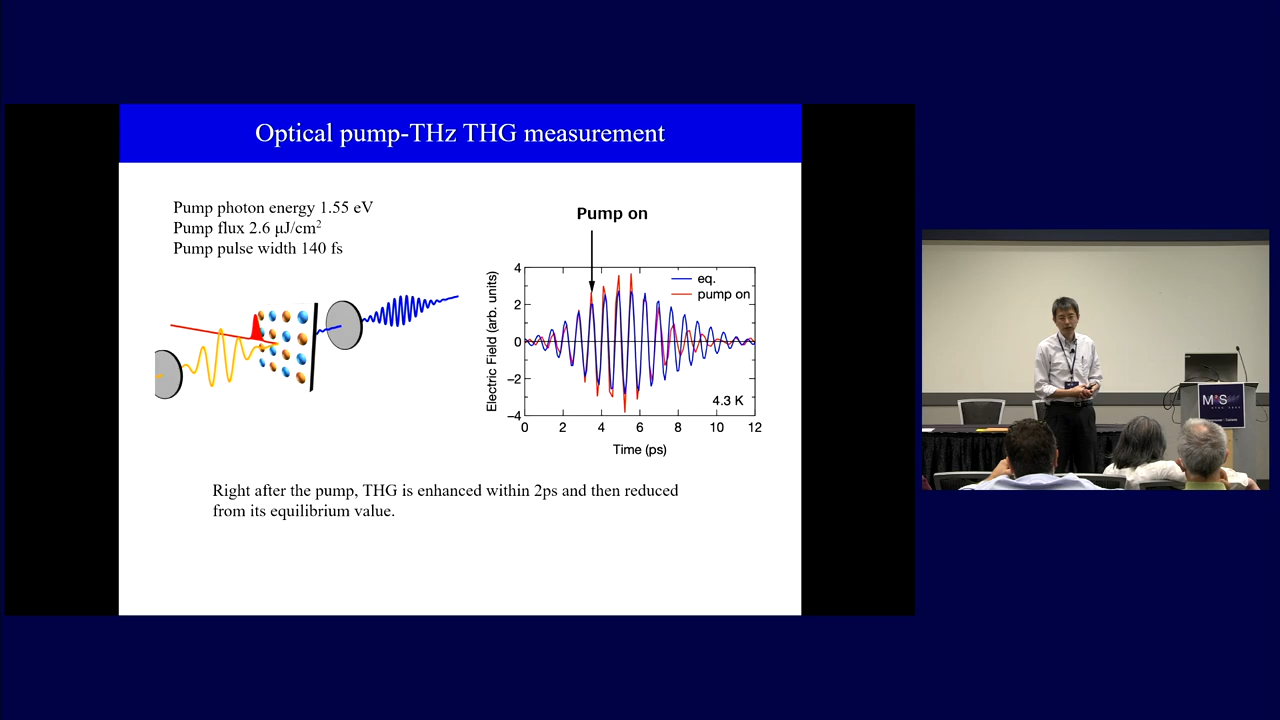 Optical pump-THz THG measurement
Pump photon energy 1.55 eV
Pump flux 2.6 μJ/cm²
Pump pulse width 140 fs
Pump on
Electric Field (arb. units)
4
2
0
−2
−4
eq.
pump on
4.3 K
0 2 4 6 8 10 12
Time (ps)
Right after the pump, THG is enhanced within 2ps and then reduced
from its equilibrium value.
M²S